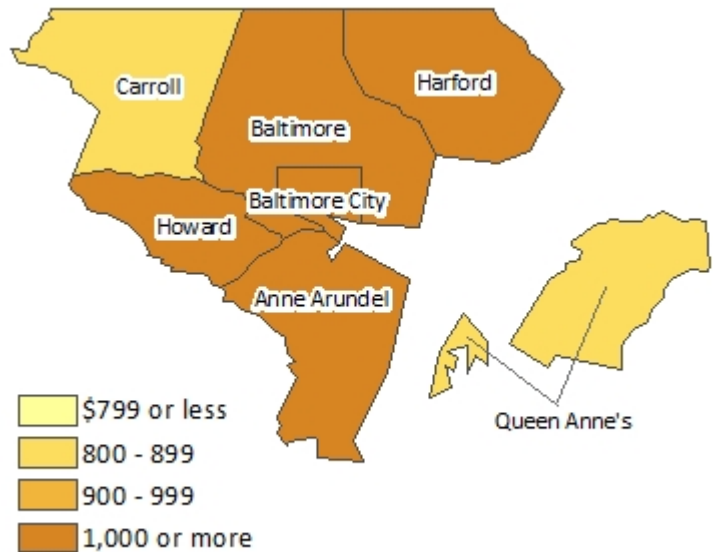 Carroll
Harford
Baltimore
Baltimore City
Howard
Anne Arundel
Queen Anne's
$799 or less
800 - 899
900 - 999
1,000 or more